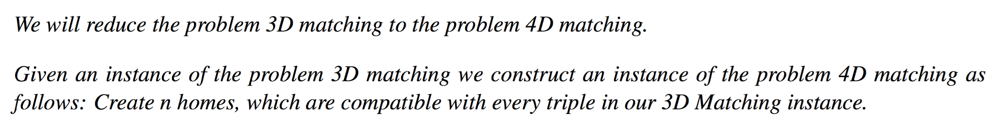 We will reduce the problem 3D matching to the problem 4D matching.
Given an instance of the problem 3D matching we construct an instance of the problem 4D matching as
follows: Create n homes, which are compatible with every triple in our 3D Matching instance.